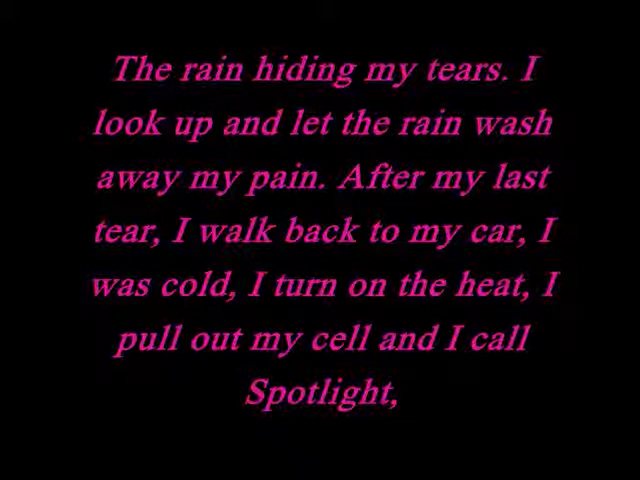 The rain hiding my tears. I
look up and let the rain wash
away my pain. After my last
tear, I walk back to my car, I
was cold, I turn on the heat, I
pull out my cell and I call
Spotlight,